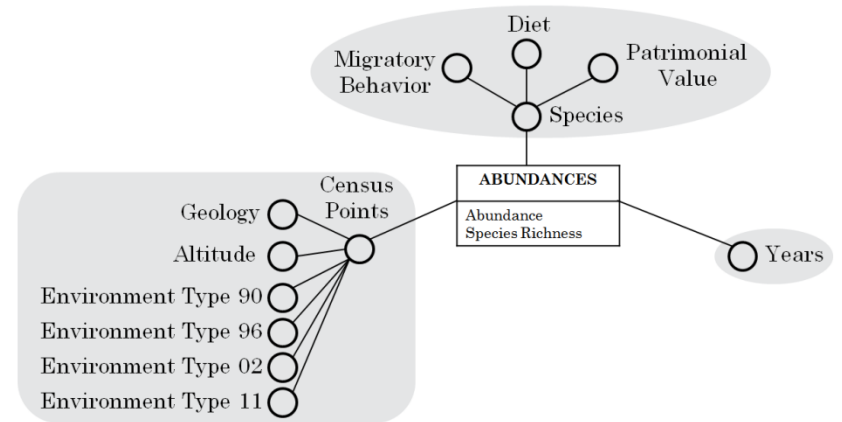 Diet
Migratory
Behavior
Patrimonial
Value
Species
ABUNDANCES
Abundance
Species Richness
Census
Points
Geology
Altitude
Environment Type 90
Environment Type 96
Environment Type 02
Environment Type 11
Years